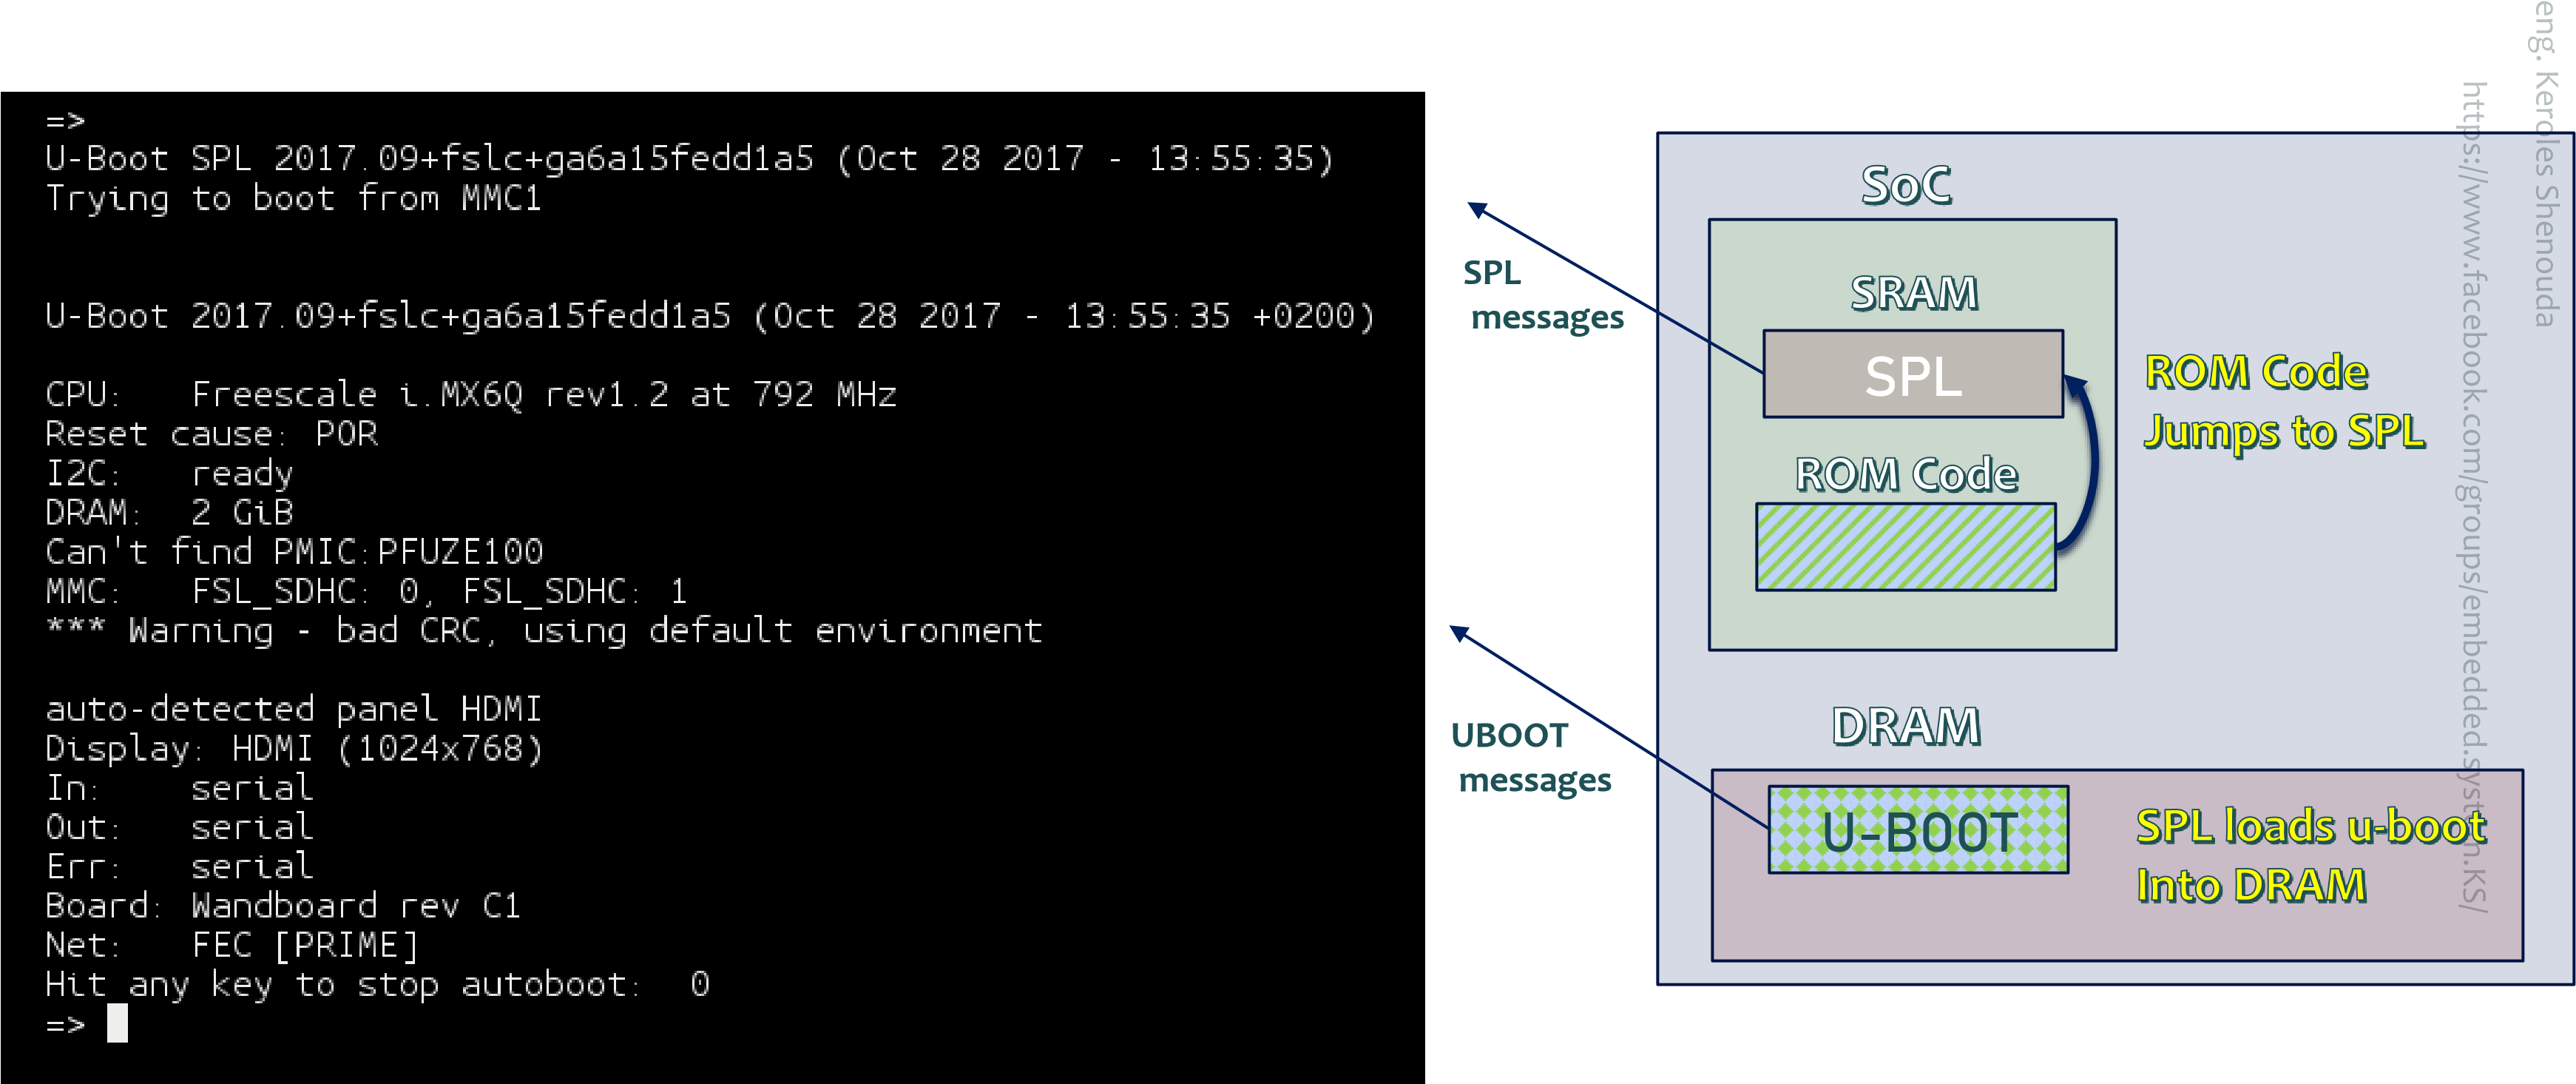 =>
U-Boot SPL 2017.09+fslc+ga6a15fedd1a5 (Oct 28 2017 - 13:55:35)
Trying to boot from MMC1
U-Boot 2017.09+fslc+ga6a15fedd1a5 (Oct 28 2017 - 13:55:35 +0200)
CPU:   Freescale i.MX6Q rev1.2 at 792 MHz
Reset cause: POR
I2C:   ready
DRAM:  2 GiB
Can't find PMIC:PFUZE100
MMC:   FSL_SDHC: 0, FSL_SDHC: 1
*** Warning - bad CRC, using default environment
auto-detected panel HDMI
Display: HDMI (1024x768)
In:    serial
Out:   serial
Err:   serial
Board: Wandboard rev C1
Net:   FEC [PRIME]
Hit any key to stop autoboot:  0
=>
SPL
messages
UBOOT
messages
SoC
SRAM
SPL
ROM Code
ROM Code
Jumps to SPL
DRAM
U-BOOT
SPL loads u-boot
Into DRAM
eng. Keroles Shenouda
https://www.facebook.com/groups/embedded.system.KS/